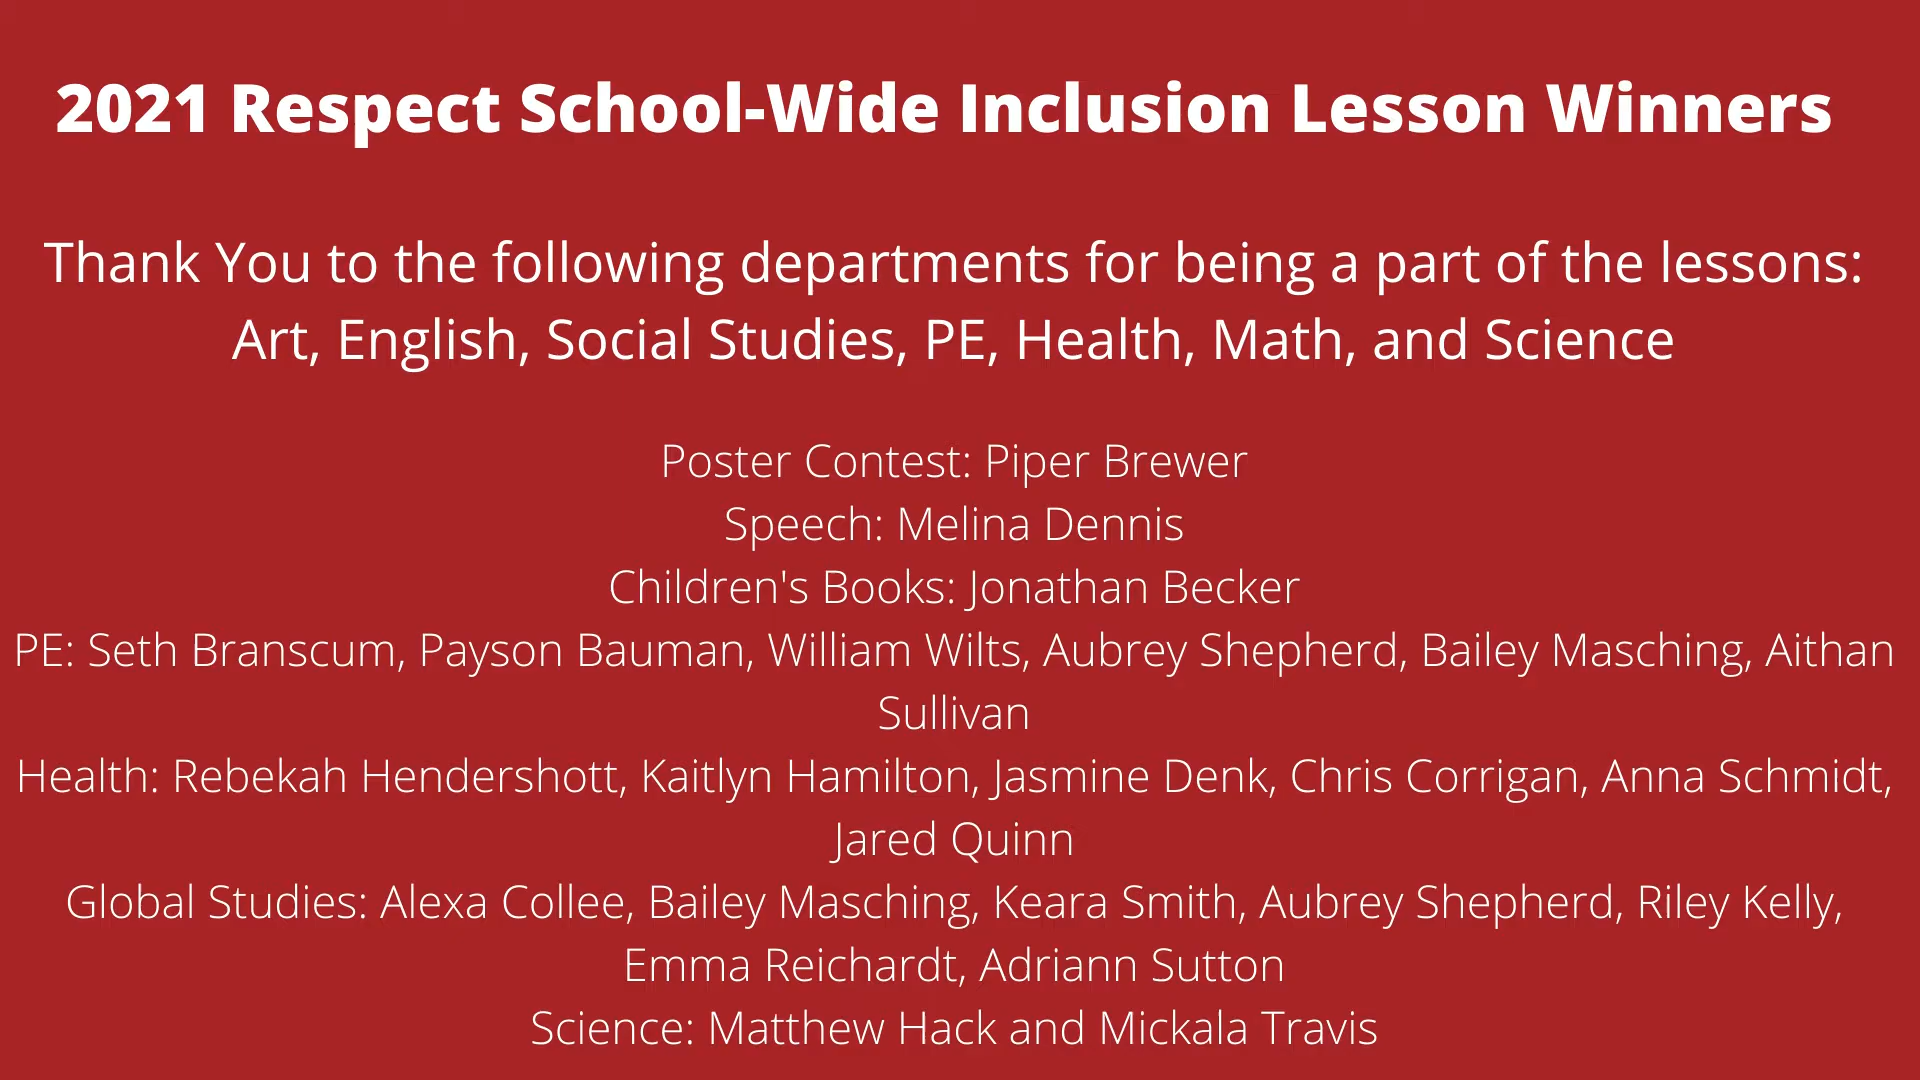 2021 Respect School-Wide Inclusion Lesson Winners
Thank You to the following departments for being a part of the lessons:
Art, English, Social Studies, PE, Health, Math, and Science
Poster Contest: Piper Brewer
Speech: Melina Dennis
Children's Books: Jonathan Becker
PE: Seth Branscum, Payson Bauman, William Wilts, Aubrey Shepherd, Bailey Masching, Aithan
Sullivan
Health: Rebekah Hendershott, Kaitlyn Hamilton, Jasmine Denk, Chris Corrigan, Anna Schmidt,
Jared Quinn
Global Studies: Alexa Collee, Bailey Masching, Keara Smith, Aubrey Shepherd, Riley Kelly,
Emma Reichardt, Adriann Sutton
Science: Matthew Hack and Mickala Travis